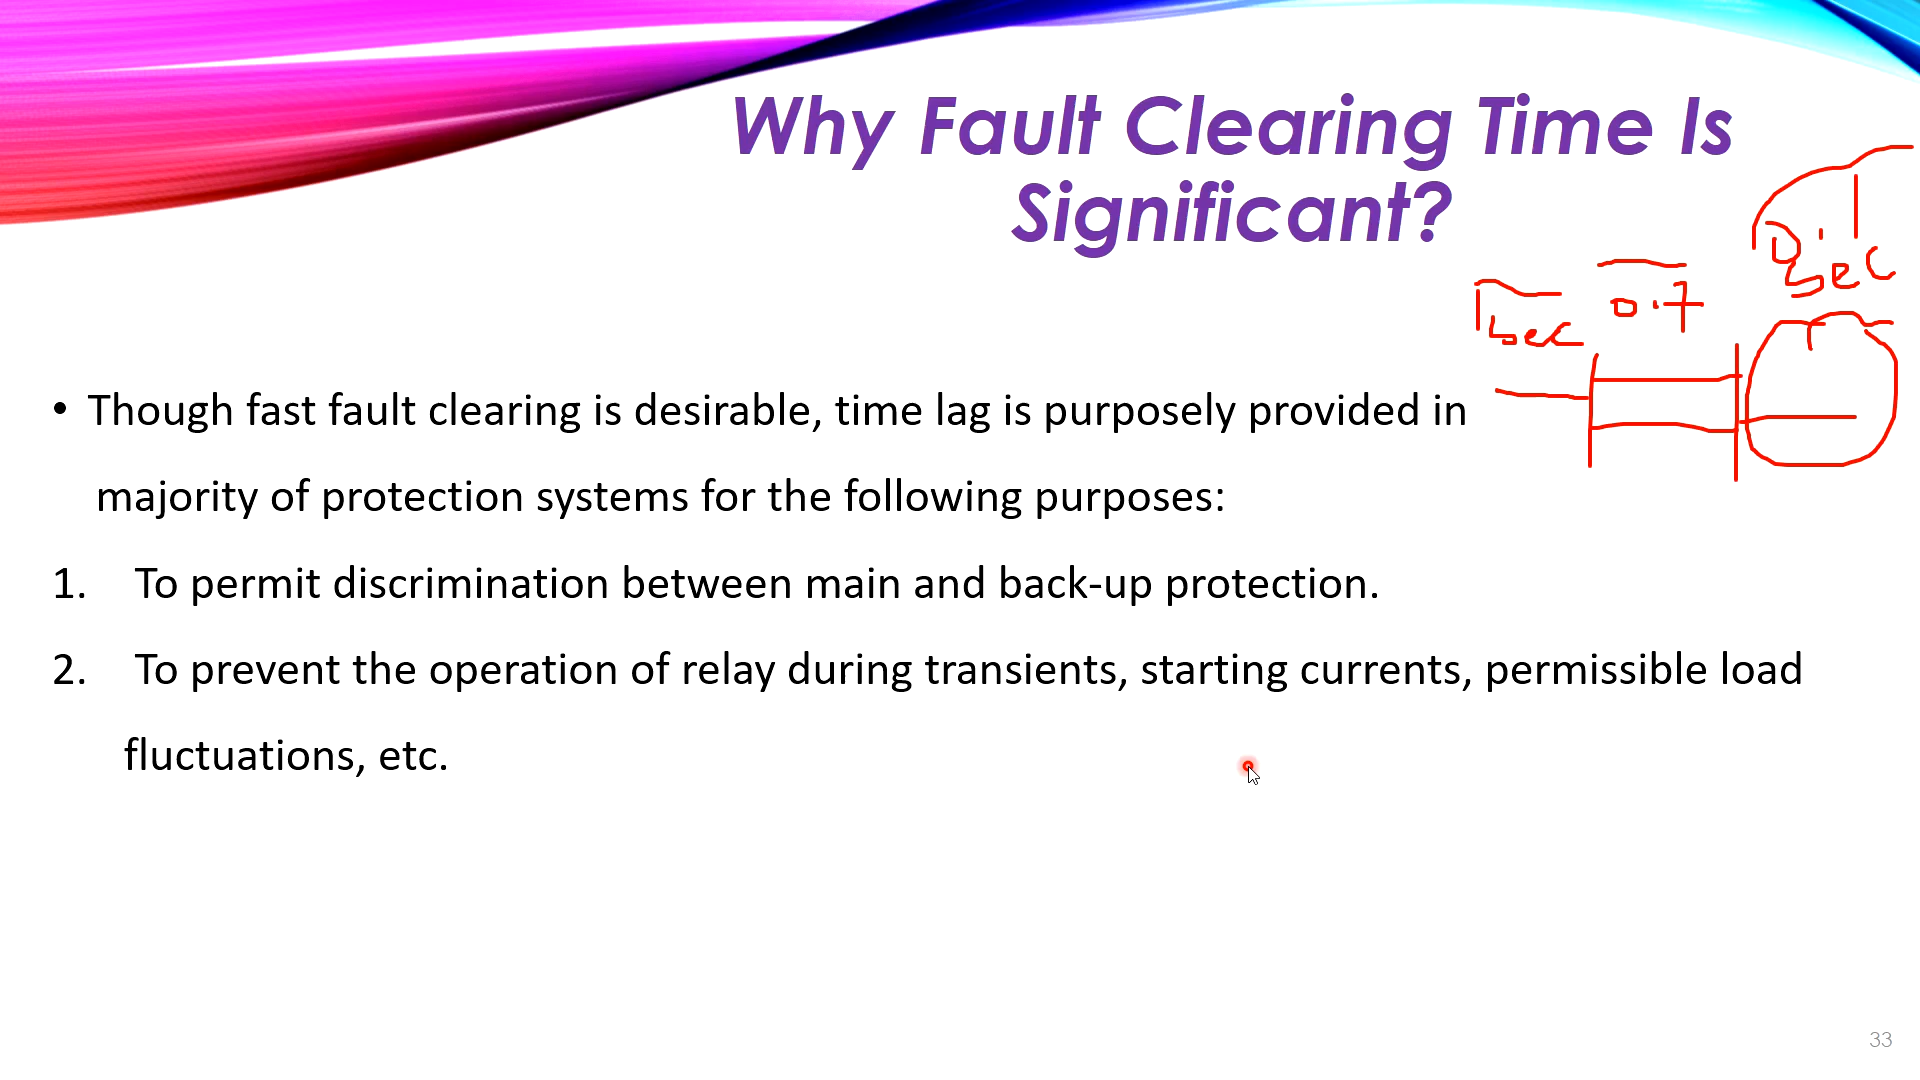 Why Fault Clearing Time Is
Significant?
0.1
sec
0.7
1 sec
• Though fast fault clearing is desirable, time lag is purposely provided in
majority of protection systems for the following purposes:
1. To permit discrimination between main and back-up protection.
2. To prevent the operation of relay during transients, starting currents, permissible load
fluctuations, etc.
33